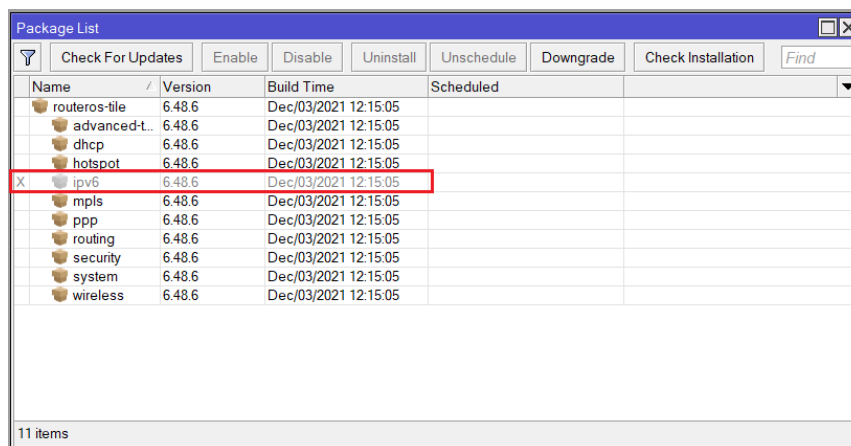 Package List
Check For Updates Enable Disable Uninstall Unschedule Downgrade Check Installation Find
Name Version Build Time Scheduled
routeros-tile 6.48.6 Dec/03/2021 12:15:05
advanced-t... 6.48.6 Dec/03/2021 12:15:05
dhcp 6.48.6 Dec/03/2021 12:15:05
hotspot 6.48.6 Dec/03/2021 12:15:05
X ipv6 6.48.6 Dec/03/2021 12:15:05
mpls 6.48.6 Dec/03/2021 12:15:05
ppp 6.48.6 Dec/03/2021 12:15:05
routing 6.48.6 Dec/03/2021 12:15:05
security 6.48.6 Dec/03/2021 12:15:05
system 6.48.6 Dec/03/2021 12:15:05
wireless 6.48.6 Dec/03/2021 12:15:05
11 items